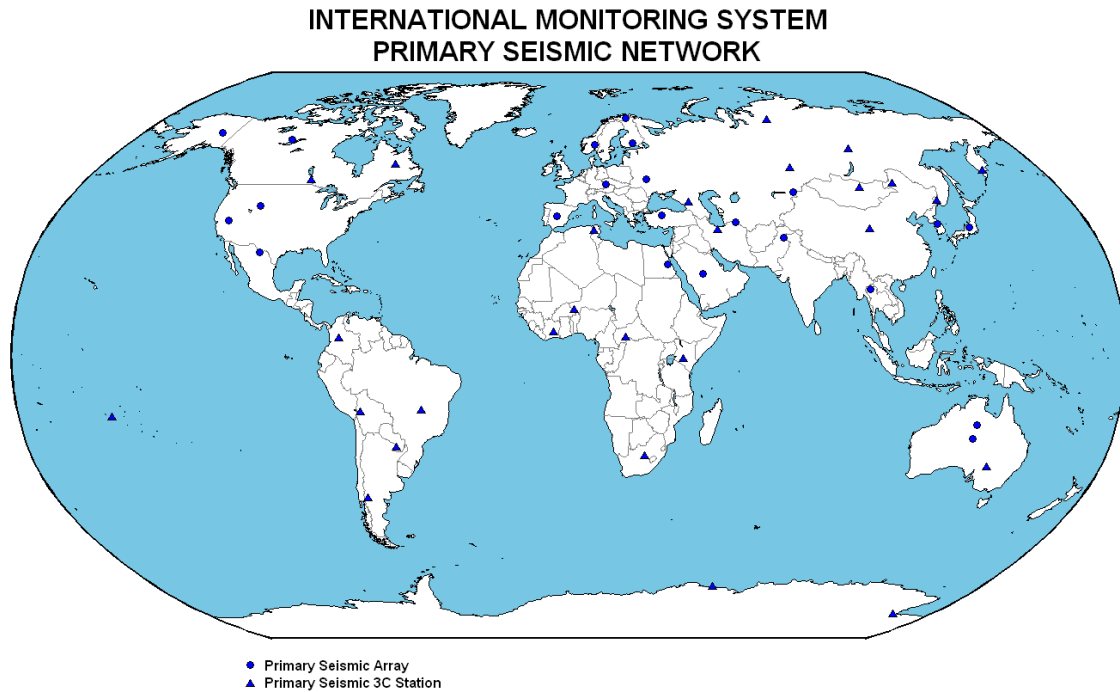 INTERNATIONAL MONITORING SYSTEM
PRIMARY SEISMIC NETWORK
Primary Seismic Array
Primary Seismic 3C Station